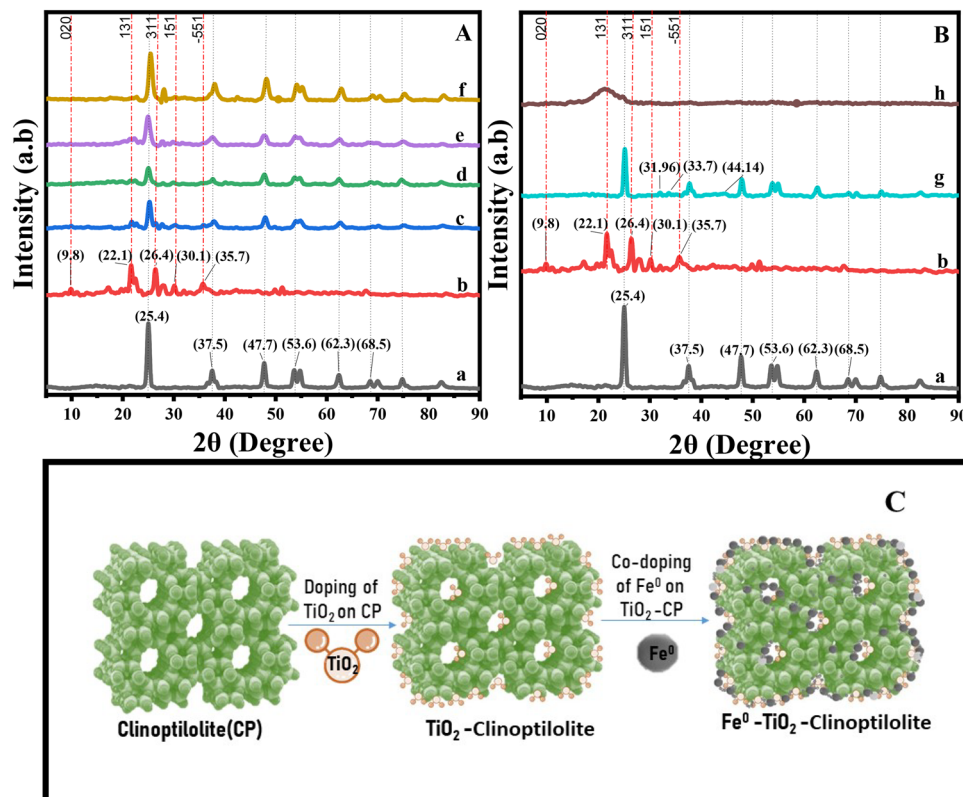 020
131
311
151
-551
A
f
e
d
c
(9.8)
(22.1)
(26.4)
(30.1)
(35.7)
b
(25.4)
(37.5)
(47.7)
(53.6)
(62.3)
(68.5)
a
Intensity (a.b)
10 20 30 40 50 60 70 80 90
2θ (Degree)
020
131
311
151
-551
B
h
(31.96)
(33.7)
(44.14)
g
(9.8)
(22.1)
(26.4)
(30.1)
(35.7)
b
(25.4)
(37.5)
(47.7)
(53.6)
(62.3)
(68.5)
a
Intensity (a.b)
10 20 30 40 50 60 70 80 90
2θ (Degree)
C
Doping of
TiO₂ on CP
TiO₂
Co-doping
of Fe⁰ on
TiO₂-CP
Fe⁰
Clinoptilolite(CP)
TiO₂ -Clinoptilolite
Fe⁰ -TiO₂ -Clinoptilolite